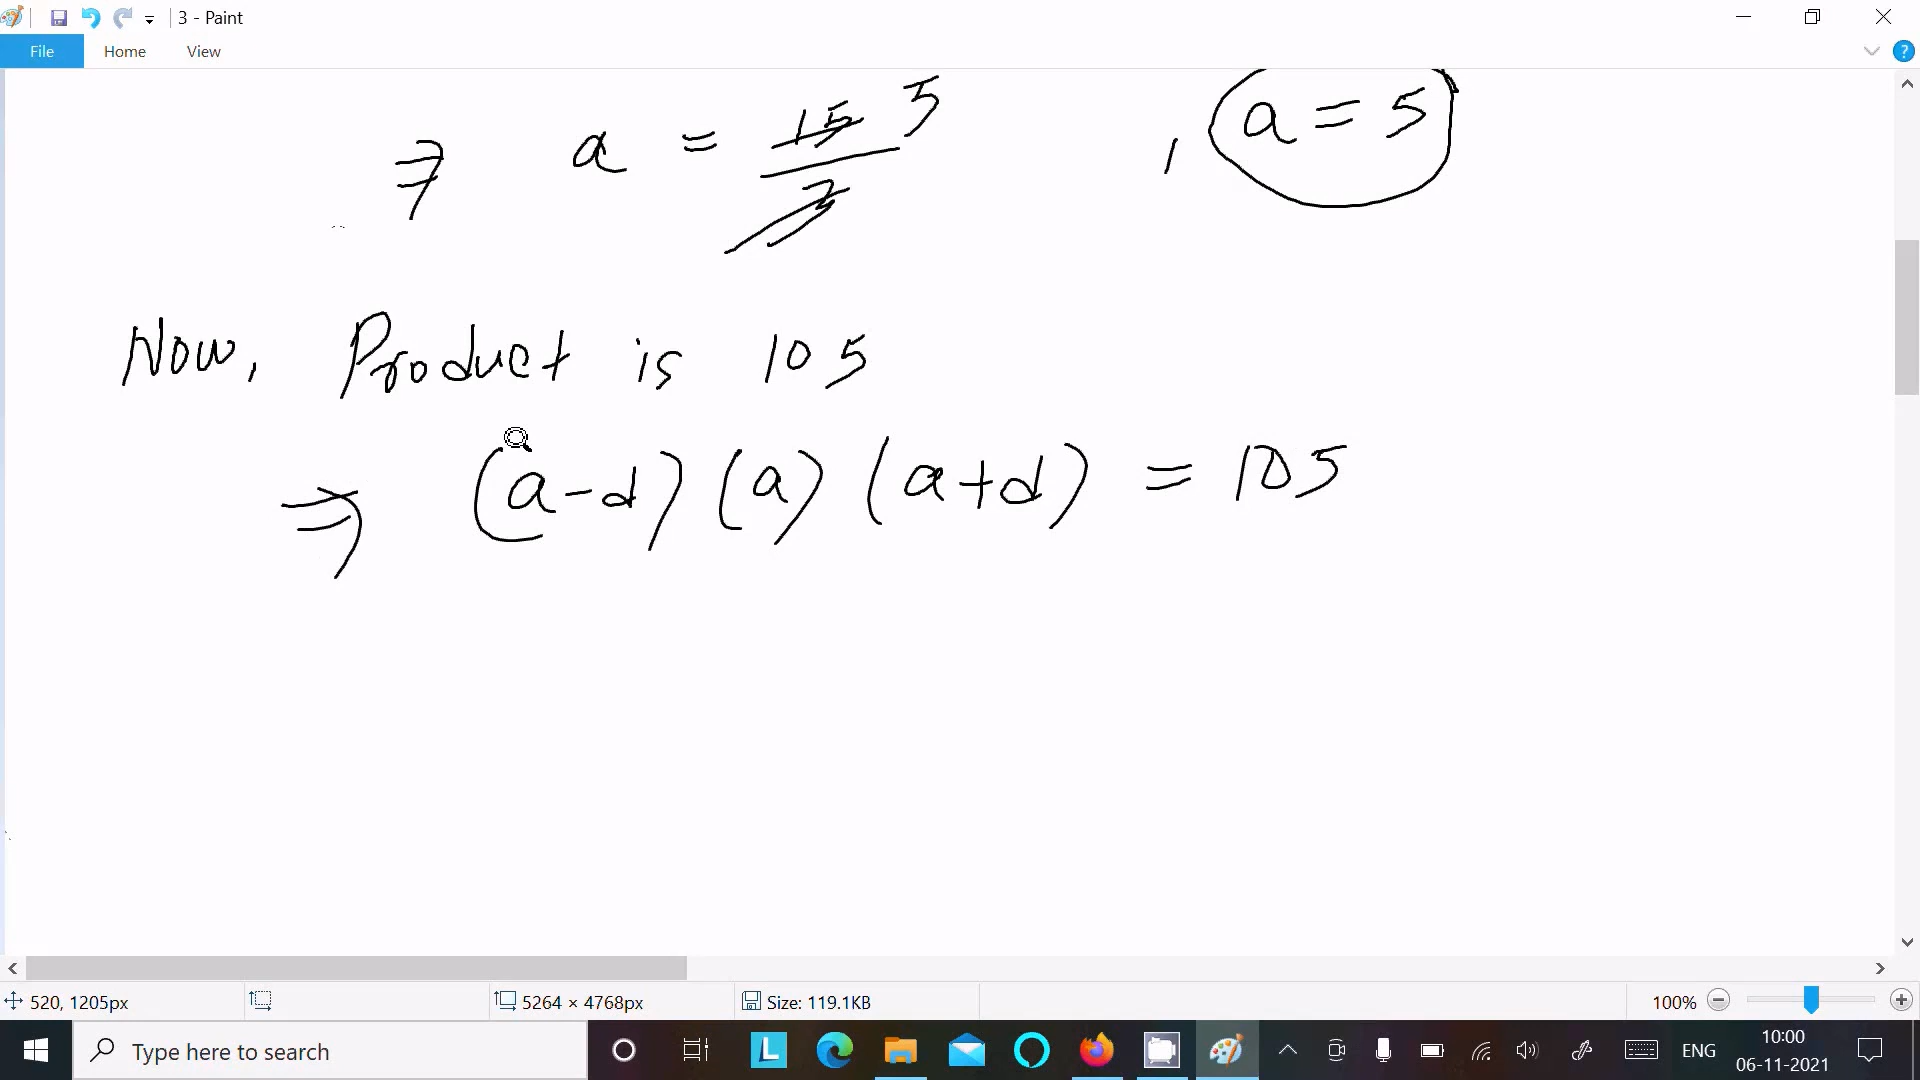 3 - Paint
File Home View
⇒ a = 15 5 / 3 , a = 5
Now, Product is 105
⇒ (a-d) (a) (a+d) = 105
520, 1205px 5264 × 4768px Size: 119.1KB 100%
Type here to search L ENG 10:00
06-11-2021